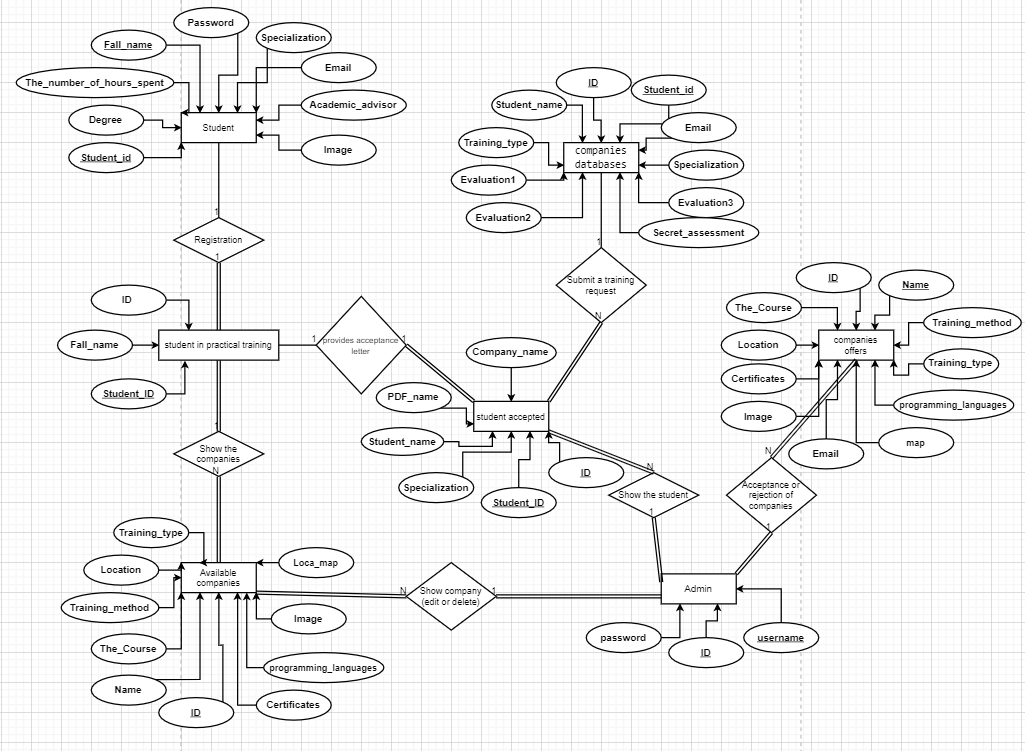 Password
Fall_name
Specialization
The_number_of_hours_spent
Email
Degree
Academic_advisor
Student
Student_id
Image
1
Registration
1
ID
Fall_name
student in practical training
Student_ID
1
provides acceptance
letter
1
1
Show the
companies
N
ID
Student_id
Student_name
Email
Training_type
companies
databases
Specialization
Evaluation1
Evaluation3
Evaluation2
Secret_assessment
1
Submit a training
request
N
Company_name
PDF_name
student accepted
Student_name
Specialization
Student_ID
ID
N
Show the student
1
ID
Name
The_Course
Training_method
Location
companies
offers
Training_type
Certificates
programming_languages
Image
Email
map
N
Acceptance or
rejection of
companies
1
Training_type
Location
Loca_map
Available
companies
Training_method
Image
The_Course
programming_languages
Name
ID
Certificates
N
Show company
(edit or delete)
1
Admin
password
ID
username